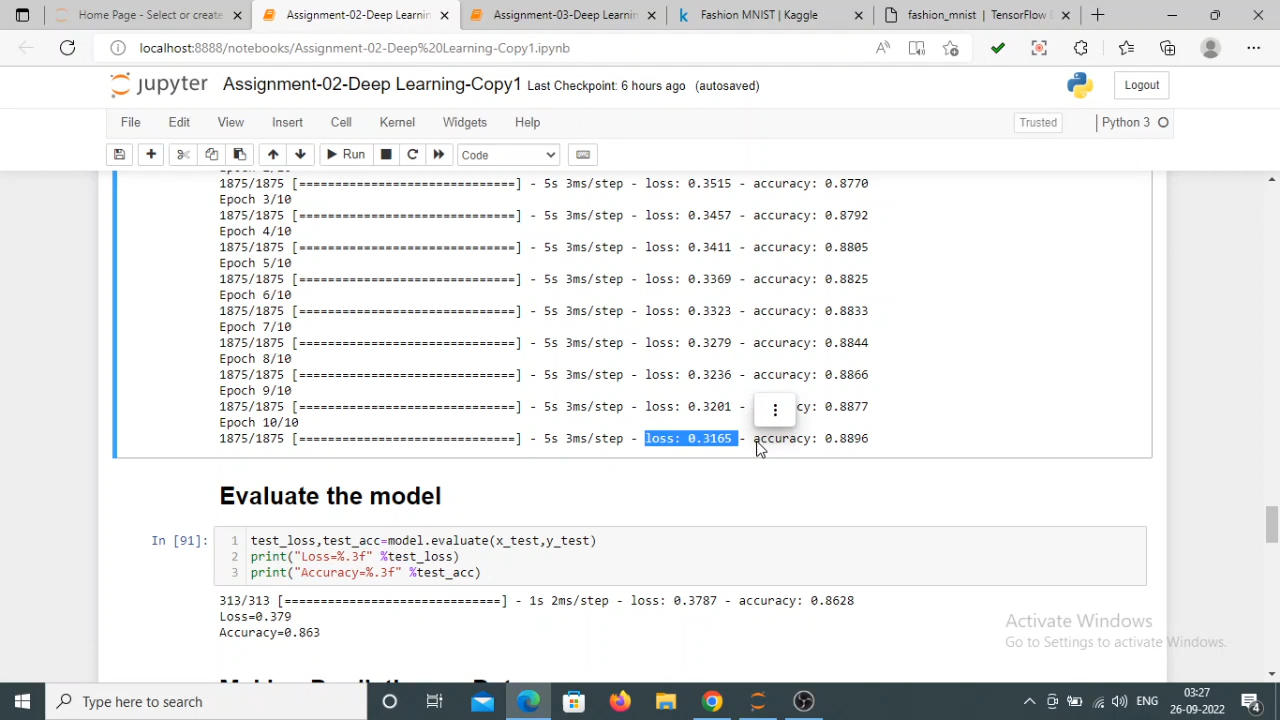 Home Page - Select or create
Assignment-02-Deep Learnin
Assignment-03-Deep Learnin
Fashion MNIST | Kaggle
fashion_mnist | TensorFlow
localhost:8888/notebooks/Assignment-02-Deep%20Learning-Copy1.ipynb
jupyter Assignment-02-Deep Learning-Copy1 Last Checkpoint: 6 hours ago (autosaved) Logout
File Edit View Insert Cell Kernel Widgets Help Trusted Python 3
Run Code
1875/1875 [==============================] - 5s 3ms/step - loss: 0.3515 - accuracy: 0.8770
Epoch 3/10
1875/1875 [==============================] - 5s 3ms/step - loss: 0.3457 - accuracy: 0.8792
Epoch 4/10
1875/1875 [==============================] - 5s 3ms/step - loss: 0.3411 - accuracy: 0.8805
Epoch 5/10
1875/1875 [==============================] - 5s 3ms/step - loss: 0.3369 - accuracy: 0.8825
Epoch 6/10
1875/1875 [==============================] - 5s 3ms/step - loss: 0.3323 - accuracy: 0.8833
Epoch 7/10
1875/1875 [==============================] - 5s 3ms/step - loss: 0.3279 - accuracy: 0.8844
Epoch 8/10
1875/1875 [==============================] - 5s 3ms/step - loss: 0.3236 - accuracy: 0.8866
Epoch 9/10
1875/1875 [==============================] - 5s 3ms/step - loss: 0.3201 - cy: 0.8877
Epoch 10/10
1875/1875 [==============================] - 5s 3ms/step - loss: 0.3165 - accuracy: 0.8896
Evaluate the model
In [91]: 1 test_loss,test_acc=model.evaluate(x_test,y_test)
2 print("Loss=%.3f" %test_loss)
3 print("Accuracy=%.3f" %test_acc)
313/313 [==============================] - 1s 2ms/step - loss: 0.3787 - accuracy: 0.8628
Loss=0.379
Accuracy=0.863
Activate Windows
Go to Settings to activate Windows.
Type here to search
ENG
03:27
26-09-2022
4